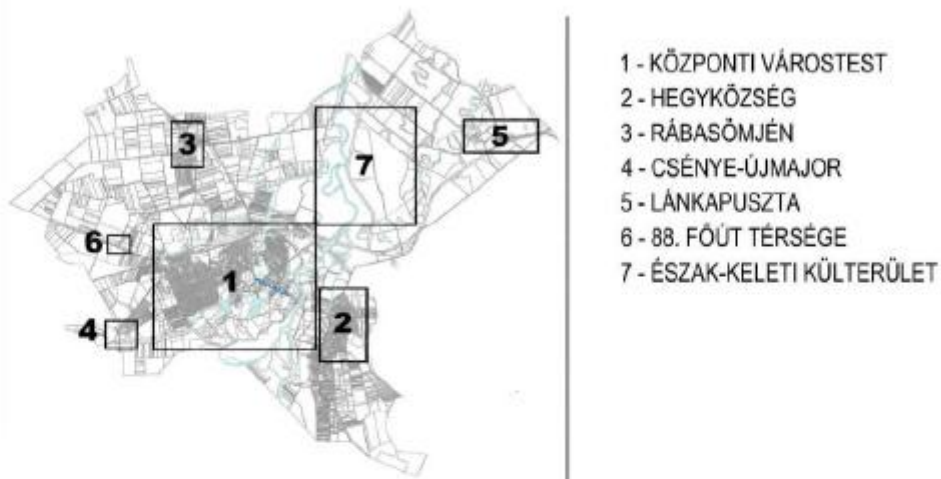 1 - KÖZPONTI VÁROSTEST
2 - HEGYKÖZSÉG
3 - RÁBASÖMJÉN
4 - CSÉNYE-ÚJMAJOR
5 - LÁNKAPUSZTA
6 - 88. FŐÚT TÉRSÉGE
7 - ÉSZAK-KELETI KÜLTERÜLET
3
5
7
6
1
2
4